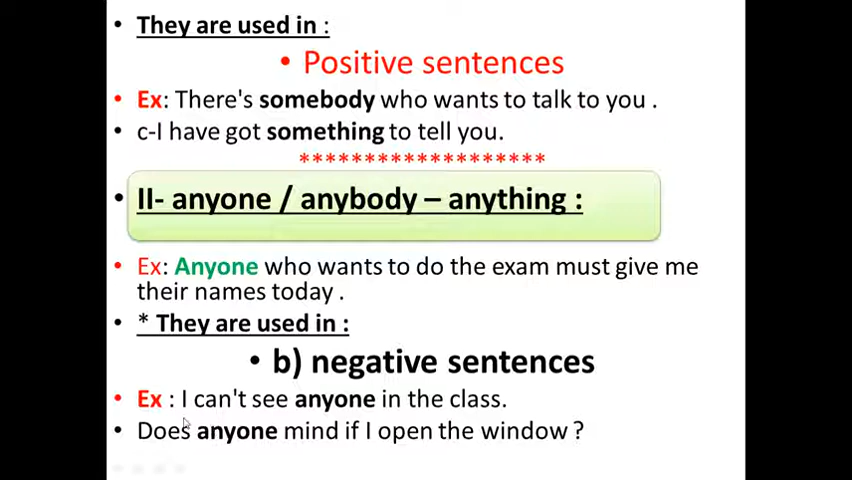 • They are used in :
• Positive sentences
• Ex: There's somebody who wants to talk to you .
• c-I have got something to tell you.
*******************
• II- anyone / anybody – anything :
• Ex: Anyone who wants to do the exam must give me
their names today .
• * They are used in :
• b) negative sentences
• Ex : I can't see anyone in the class.
• Does anyone mind if I open the window ?